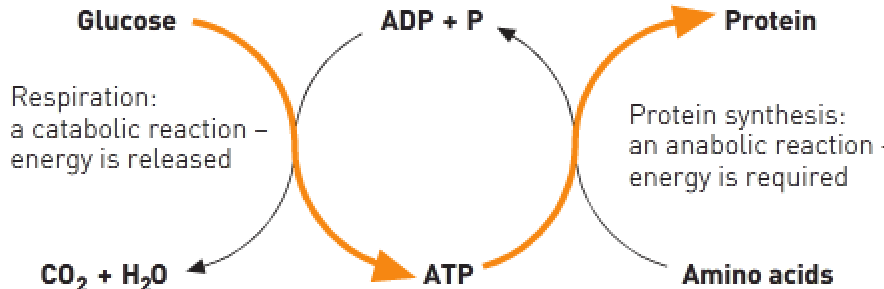 Glucose
ADP + P
Protein
Respiration:
a catabolic reaction –
energy is released
Protein synthesis:
an anabolic reaction -
energy is required
CO₂ + H₂O
ATP
Amino acids